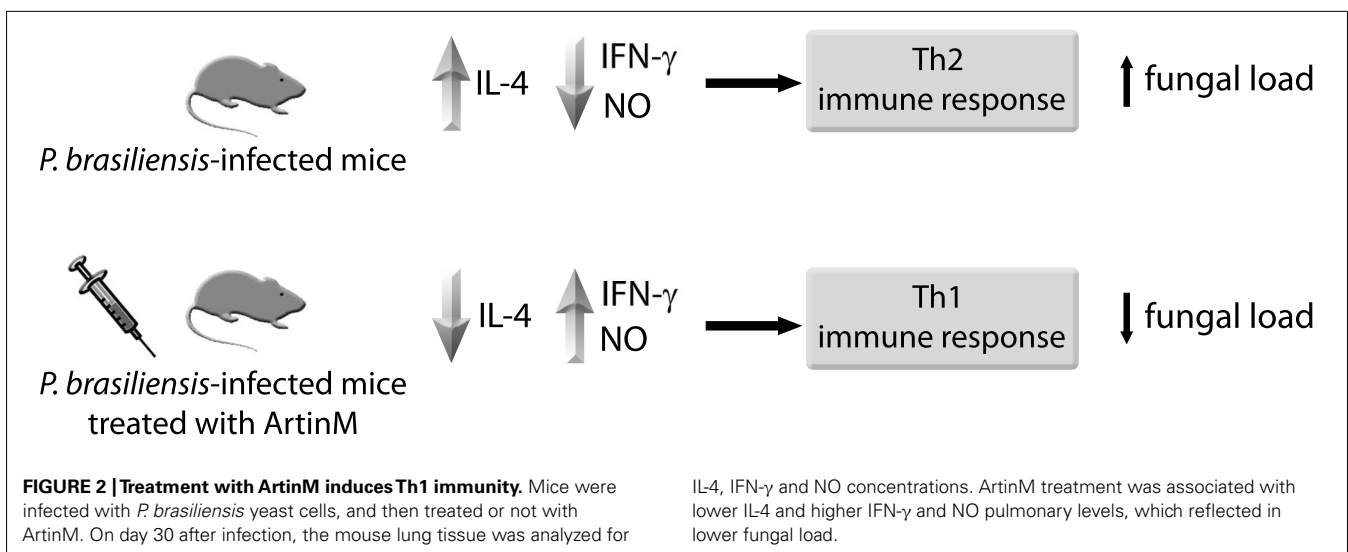 IL-4
IFN-γ
NO
Th2
immune response
fungal load
P. brasiliensis-infected mice
IL-4
IFN-γ
NO
Th1
immune response
fungal load
P. brasiliensis-infected mice
treated with ArtinM
FIGURE 2 | Treatment with ArtinM induces Th1 immunity. Mice were
infected with P. brasiliensis yeast cells, and then treated or not with
ArtinM. On day 30 after infection, the mouse lung tissue was analyzed for
IL-4, IFN-γ and NO concentrations. ArtinM treatment was associated with
lower IL-4 and higher IFN-γ and NO pulmonary levels, which reflected in
lower fungal load.